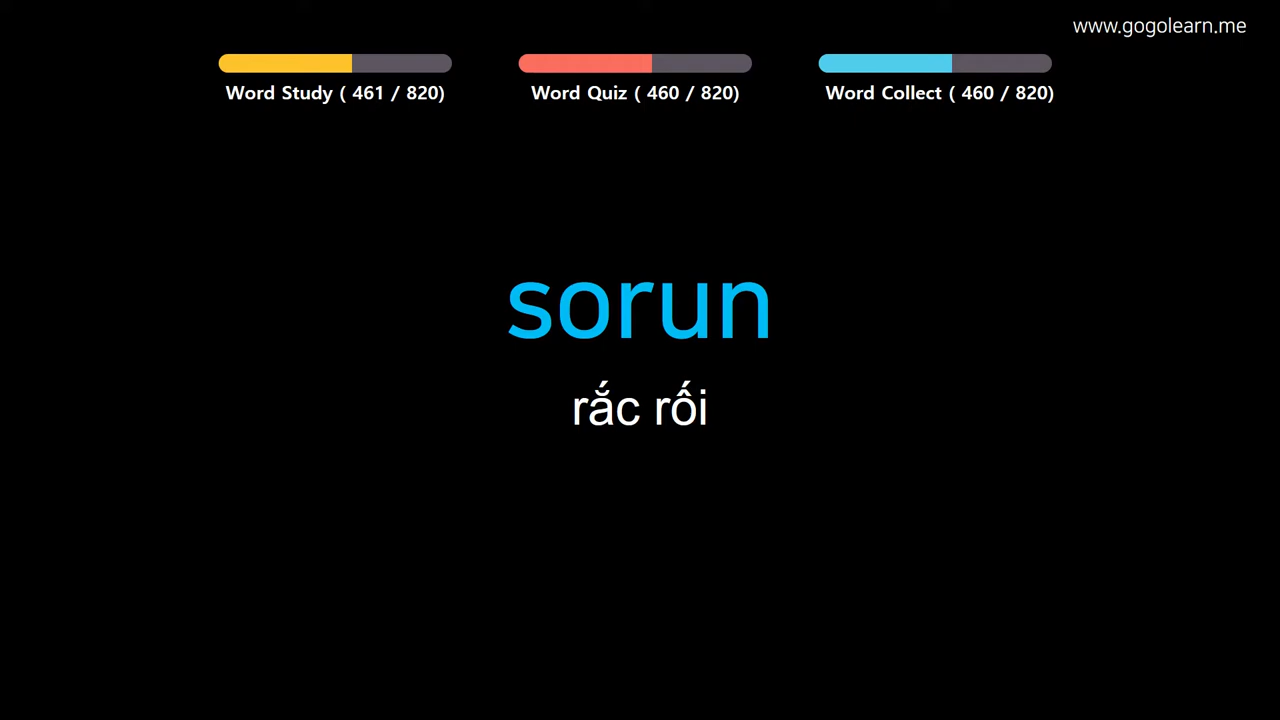 www.gogolearn.me
Word Study ( 461 / 820)
Word Quiz ( 460 / 820)
Word Collect ( 460 / 820)
sorun
rắc rối